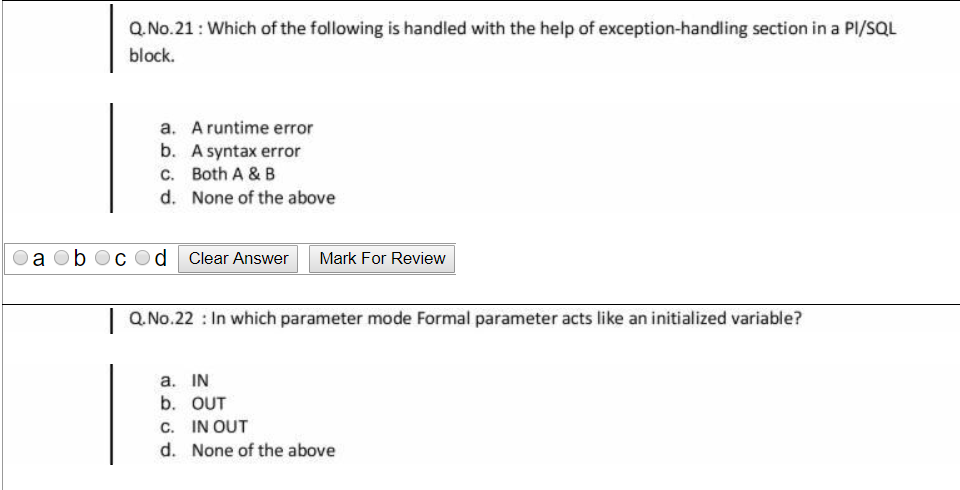 Q.No.21 : Which of the following is handled with the help of exception-handling section in a Pl/SQL
block.
a. A runtime error
b. A syntax error
c. Both A & B
d. None of the above
a b c d Clear Answer Mark For Review
Q.No.22 : In which parameter mode Formal parameter acts like an initialized variable?
a. IN
b. OUT
c. IN OUT
d. None of the above